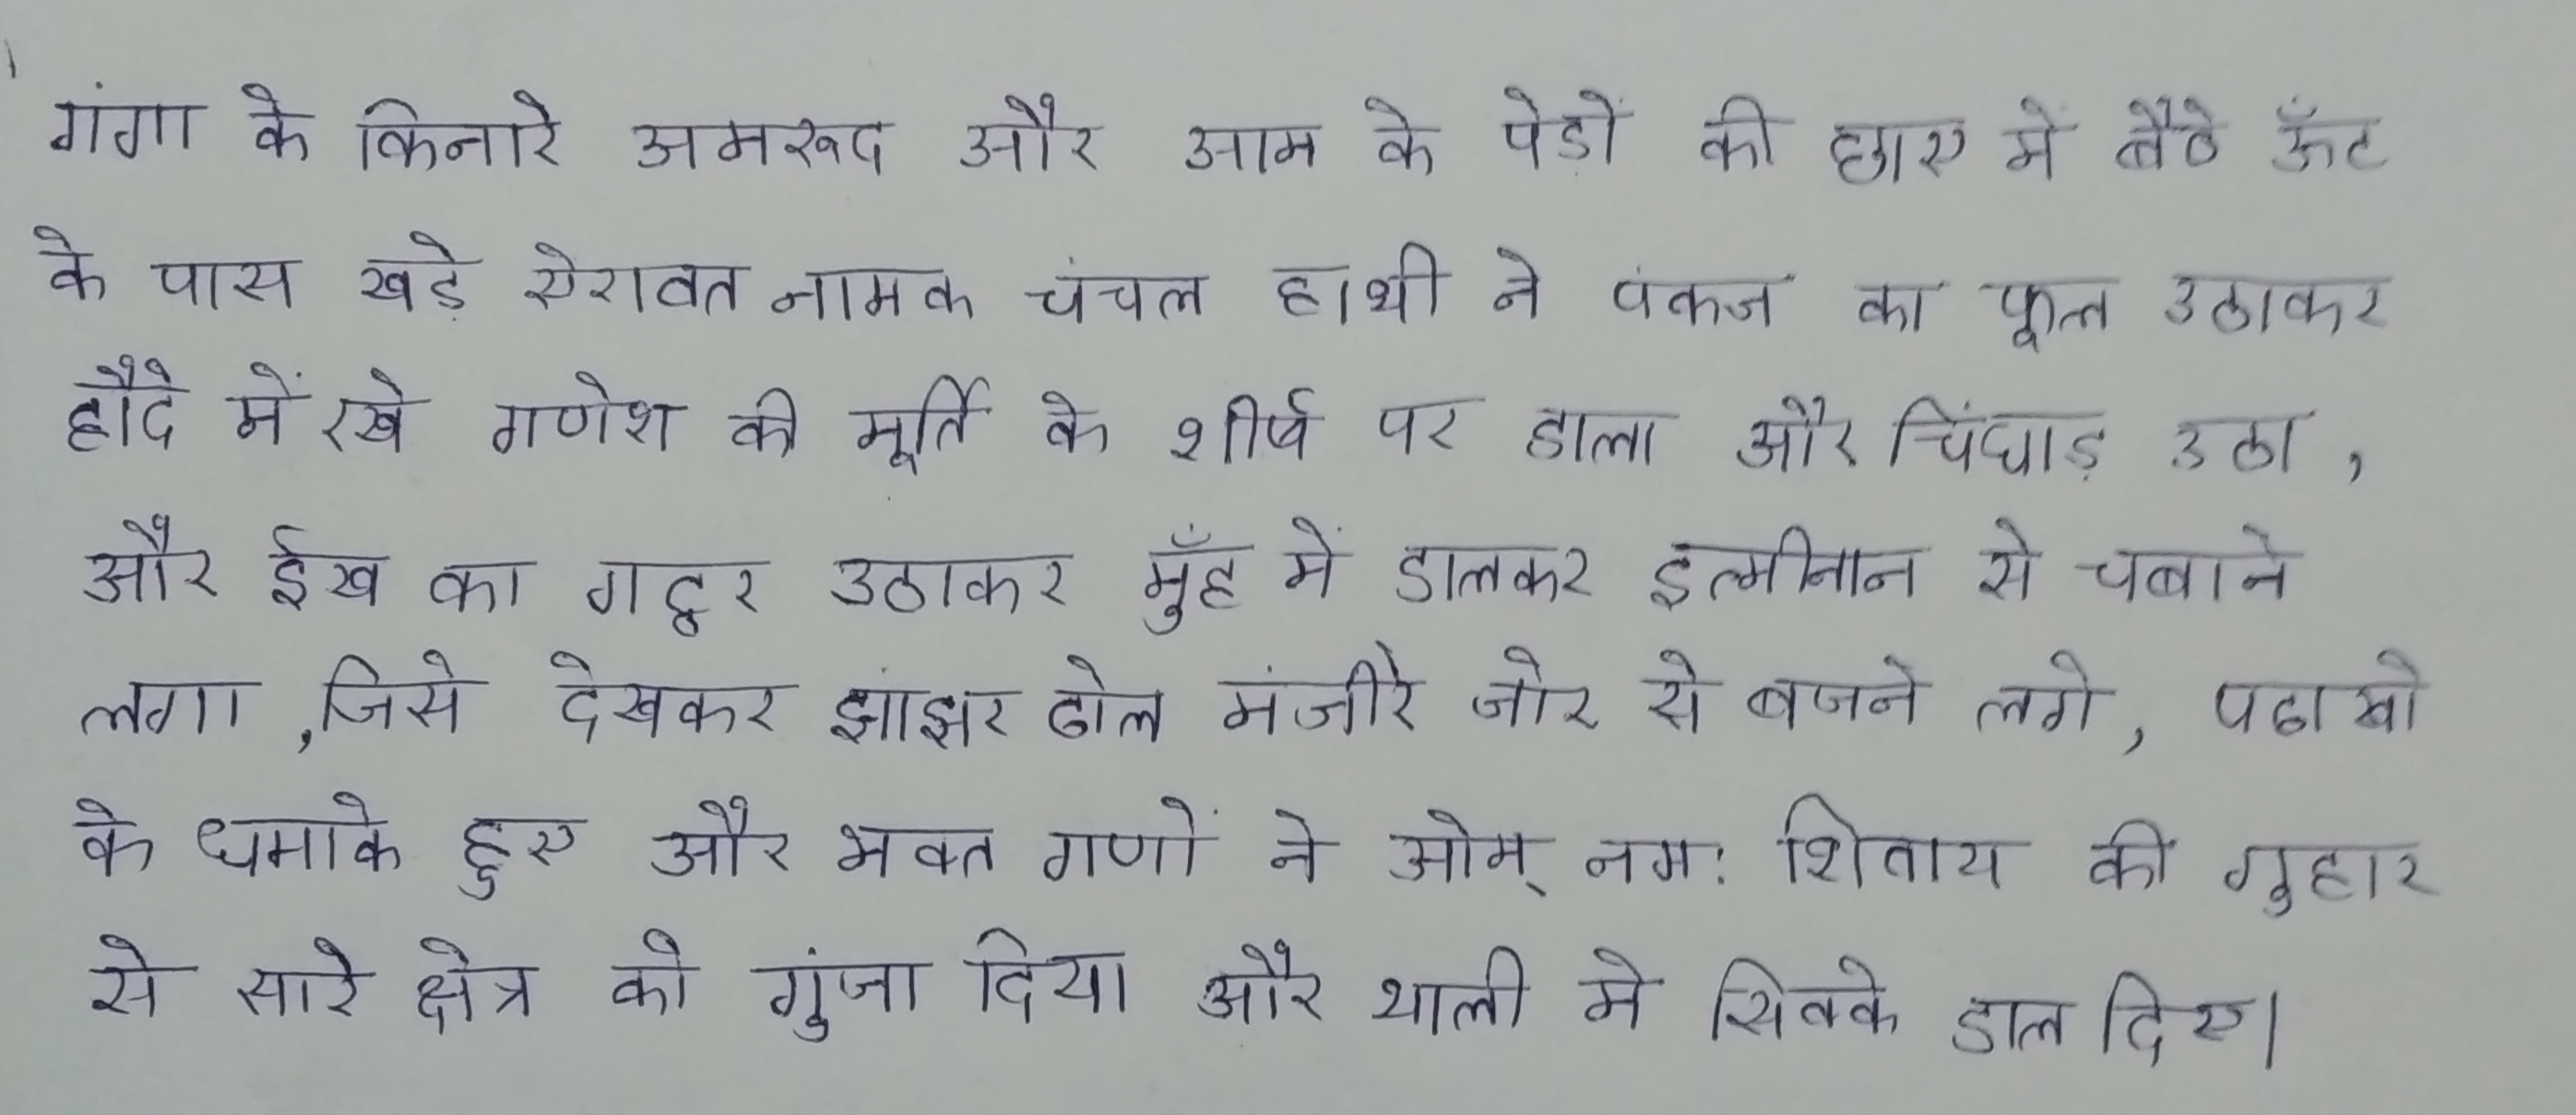 गंगा के किनारे अमरूद और आम के पेड़ों की छाए में बैठे ऊँट
के पास खड़े ऐरावत नामक चंचल हाथी ने पंकज का फूल उठाकर
हौदे में रखे गणेश की मूर्ति के शीर्ष पर डाला और चिंघाड़ उठा,
और ईख का गट्ठर उठाकर मुँह में डालकर इत्मीनान से चबाने
लगा, जिसे देखकर झांझर ढोल मंजीरे जोर से बजने लगे, पटाखो
के धमाके हुए और भक्त गणों ने ओम् नमः शिवाय की गुहार
से सारे क्षेत्र को गुंजा दिया और थाली मे सिक्के डाल दिए।